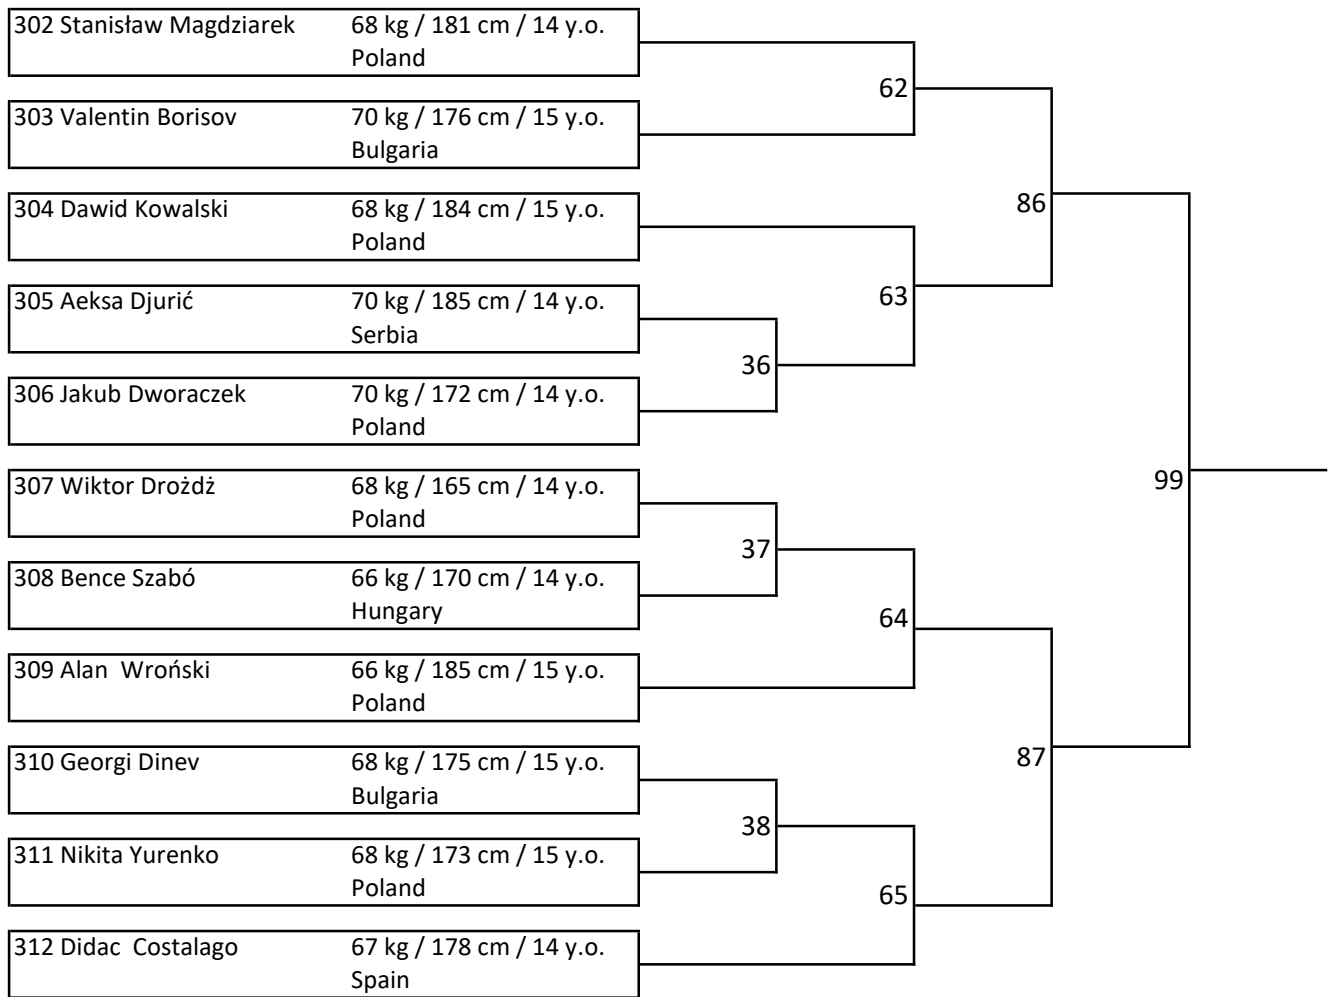 302 Stanisław Magdziarek 68 kg / 181 cm / 14 y.o.
Poland
62
303 Valentin Borisov 70 kg / 176 cm / 15 y.o.
Bulgaria
304 Dawid Kowalski 68 kg / 184 cm / 15 y.o.
86
Poland
305 Aeksa Djurić 70 kg / 185 cm / 14 y.o.
63
Serbia
36
306 Jakub Dworaczek 70 kg / 172 cm / 14 y.o.
Poland
307 Wiktor Drożdż 68 kg / 165 cm / 14 y.o.
99
Poland
37
308 Bence Szabó 66 kg / 170 cm / 14 y.o.
Hungary
64
309 Alan Wroński 66 kg / 185 cm / 15 y.o.
Poland
310 Georgi Dinev 68 kg / 175 cm / 15 y.o.
87
Bulgaria
38
311 Nikita Yurenko 68 kg / 173 cm / 15 y.o.
Poland
65
312 Didac Costalago 67 kg / 178 cm / 14 y.o.
Spain